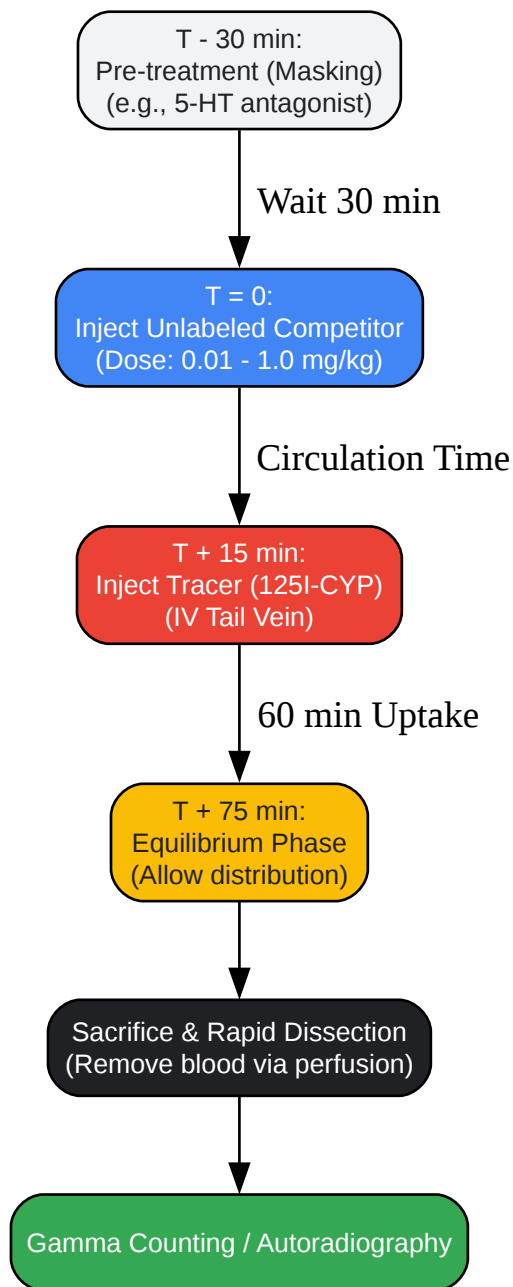 T - 30 min:
Pre-treatment (Masking)
(e.g., 5-HT antagonist)
Wait 30 min
T = 0:
Inject Unlabeled Competitor
(Dose: 0.01 - 1.0 mg/kg)
Circulation Time
T + 15 min:
Inject Tracer (125I-CYP)
(IV Tail Vein)
60 min Uptake
T + 75 min:
Equilibrium Phase
(Allow distribution)
Sacrifice & Rapid Dissection
(Remove blood via perfusion)
Gamma Counting / Autoradiography